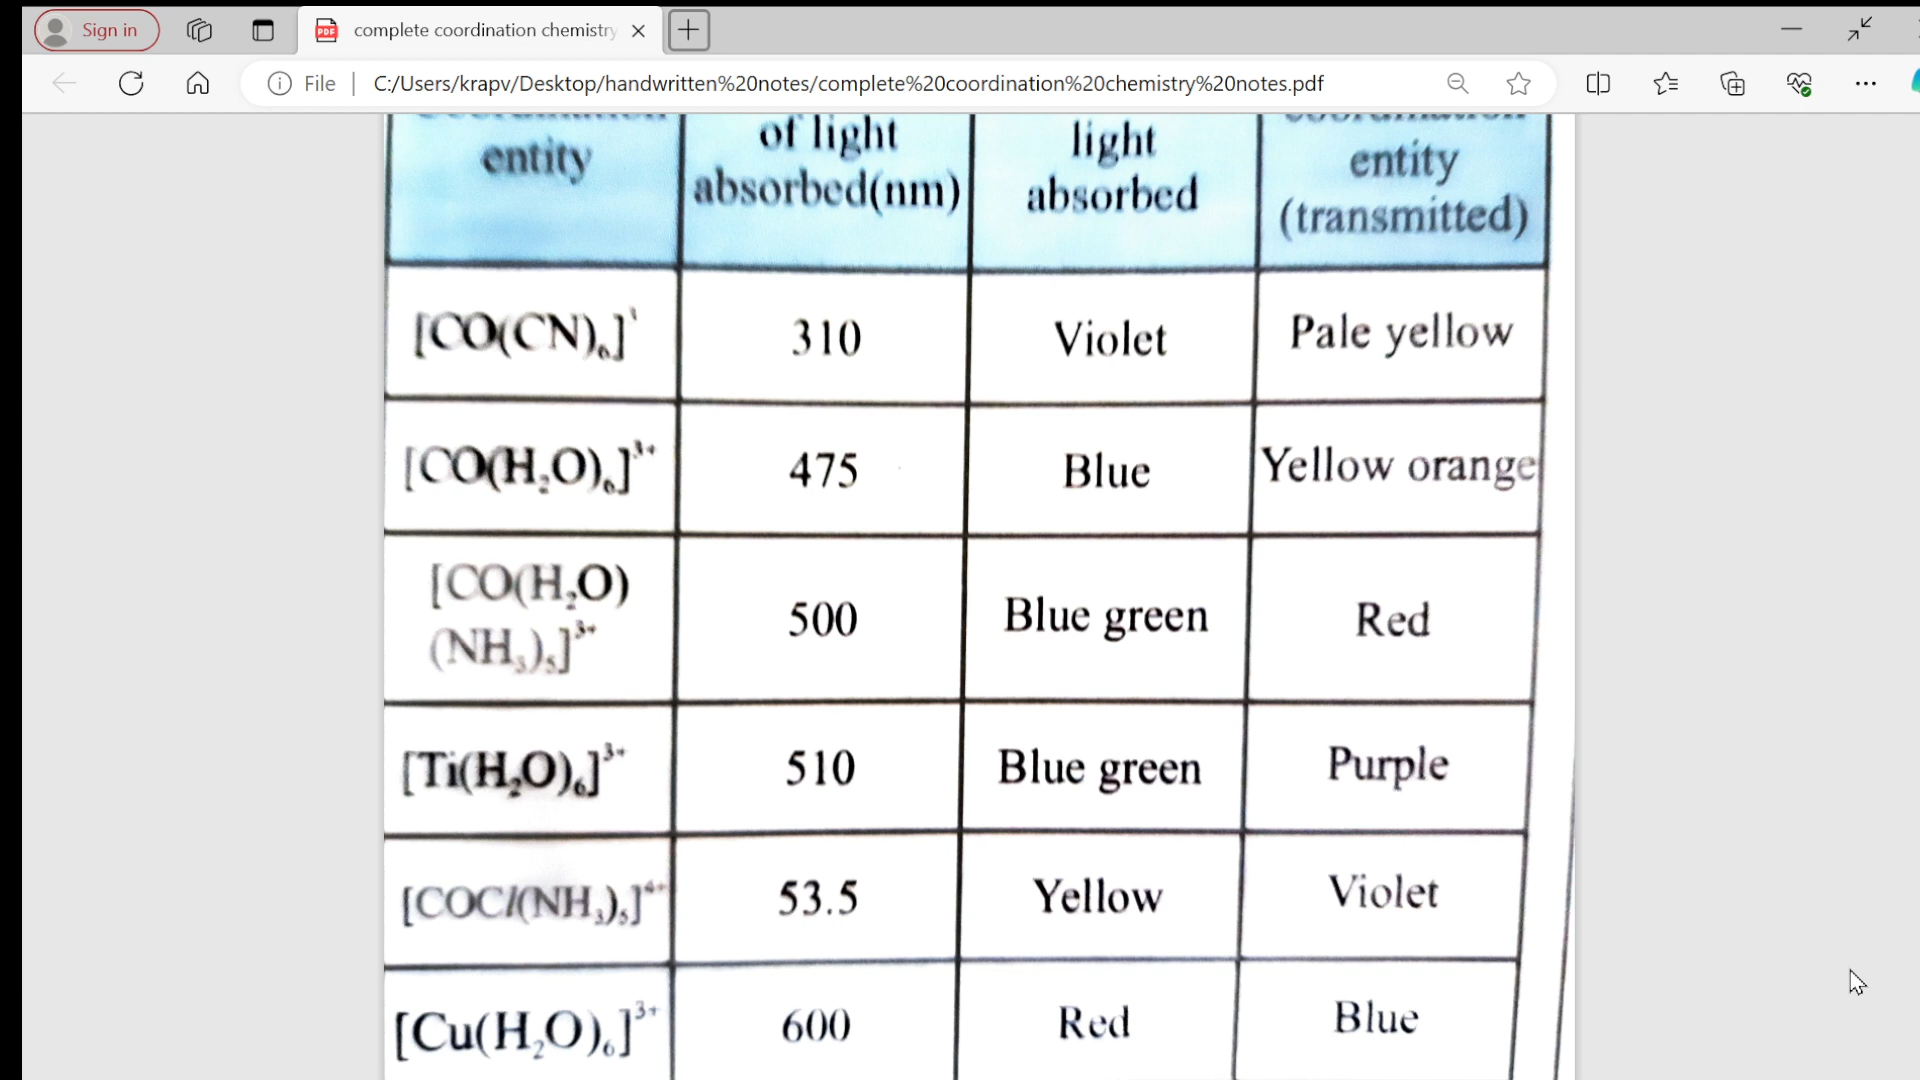 Sign in
complete coordination chemistry
File
C:/Users/krapv/Desktop/handwritten%20notes/complete%20coordination%20chemistry%20notes.pdf
entity of light absorbed(nm) light absorbed entity (transmitted)
[CO(CN)₆] 310 Violet Pale yellow
[CO(H₂O)₆]³⁺ 475 Blue Yellow orange
[CO(H₂O) (NH₃)₅]³⁺ 500 Blue green Red
[Ti(H₂O)₆]³⁺ 510 Blue green Purple
[COCl(NH₃)₅]⁴⁺ 53.5 Yellow Violet
[Cu(H₂O)₆]³⁺ 600 Red Blue